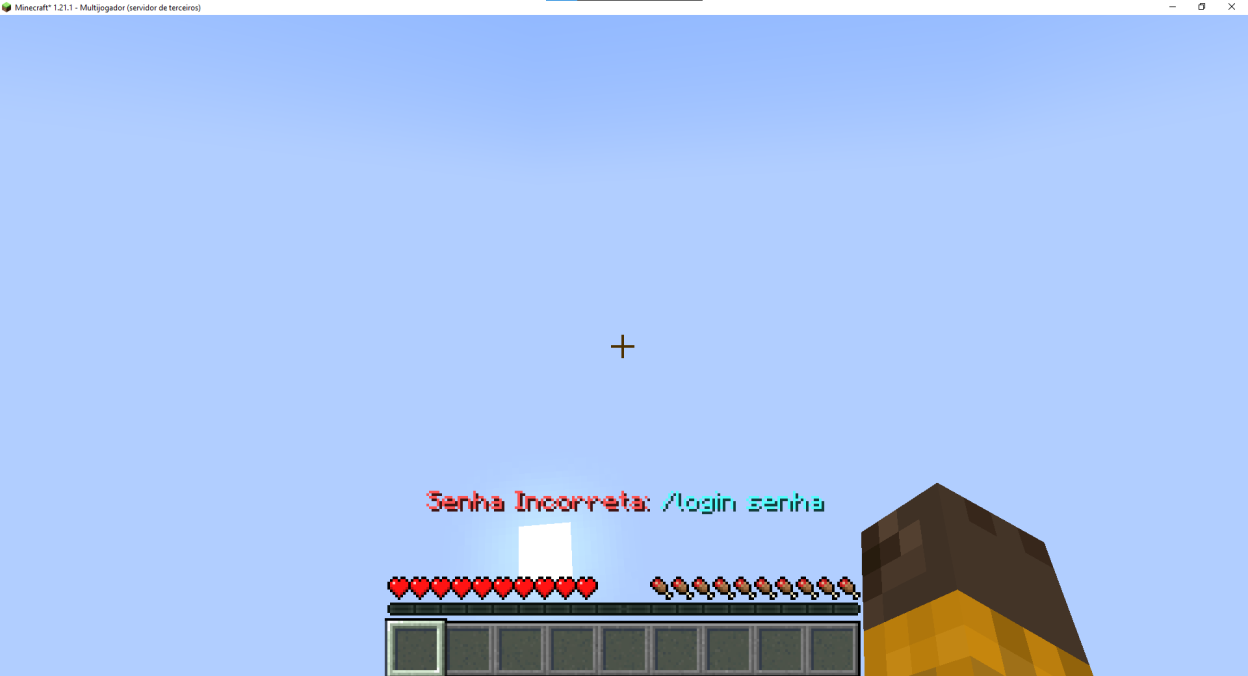 Minecraft* 1.21.1 - Multijogador (servidor de terceiros)
Senha Incorreta: /login senha